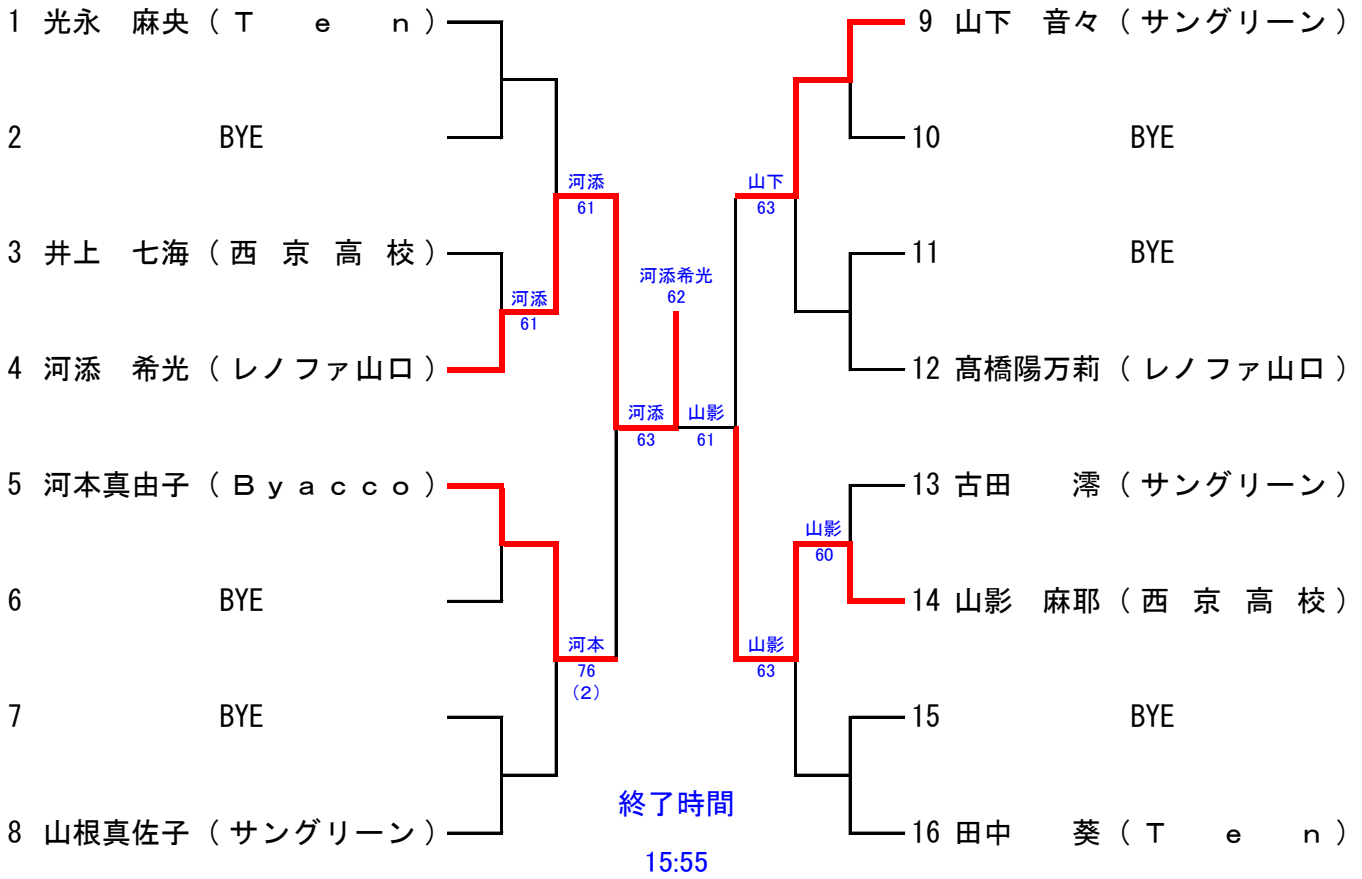 1 光永 麻央 ( Ｔ ｅ ｎ )
2 BYE
河添
61
3 井上 七海 ( 西 京 高 校 )
河添
61
4 河添 希光 ( レノファ山口 )
河添
63
5 河本真由子 ( Ｂｙａｃｃｏ )
6 BYE
河本
76
(2)
7 BYE
8 山根真佐子 ( サングリーン )
河添希光
62
9 山下 音々 ( サングリーン )
10 BYE
山下
63
11 BYE
12 髙橋陽万莉 ( レノファ山口 )
山影
61
13 古田 澪 ( サングリーン )
山影
60
14 山影 麻耶 ( 西 京 高 校 )
山影
63
15 BYE
16 田中 葵 ( Ｔ ｅ ｎ )
終了時間
15:55